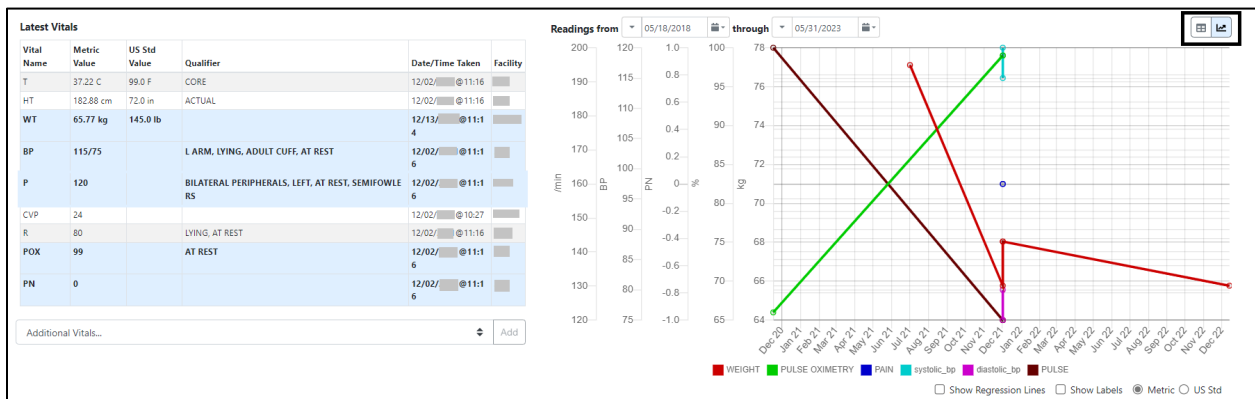 Latest Vitals
Vital Name Metric Value US Std Value Qualifier Date/Time Taken Facility
T 37.22 C 99.0 F CORE 12/02/ @11:16
HT 182.88 cm 72.0 in ACTUAL 12/02/ @11:16
WT 65.77 kg 145.0 lb 12/13/ @11:1
4
BP 115/75 L ARM, LYING, ADULT CUFF, AT REST 12/02/ @11:1
6
P 120 BILATERAL PERIPHERALS, LEFT, AT REST, SEMIFOWLE 12/02/ @11:1
RS 6
CVP 24 12/02/ @10:27
R 80 LYING, AT REST 12/02/ @11:16
POX 99 AT REST 12/02/ @11:1
6
PN 0 12/02/ @11:1
6
Additional Vitals... Add
Readings from 05/18/2018 through 05/31/2023
200 120 1.0 100 78
190 115 0.8 95 76
180 110 0.6 90 74
170 105 0.4 85 72
160 100 0.2 80 70
150 95 0 75 68
140 90 -0.2 70 66
130 85 -0.4 65 64
120 80 -0.6
75 -0.8
-1.0
/min BP PN % kg
Dec 20 Jan 21 Feb 21 Mar 21 Apr 21 May 21 Jun 21 Jul 21 Aug 21 Sep 21 Oct 21 Nov 21 Dec 21 Jan 22 Feb 22 Mar 22 Apr 22 May 22 Jun 22 Jul 22 Aug 22 Sep 22 Oct 22 Nov 22 Dec 22
WEIGHT PULSE OXIMETRY PAIN systolic_bp diastolic_bp PULSE
Show Regression Lines Show Labels Metric US Std